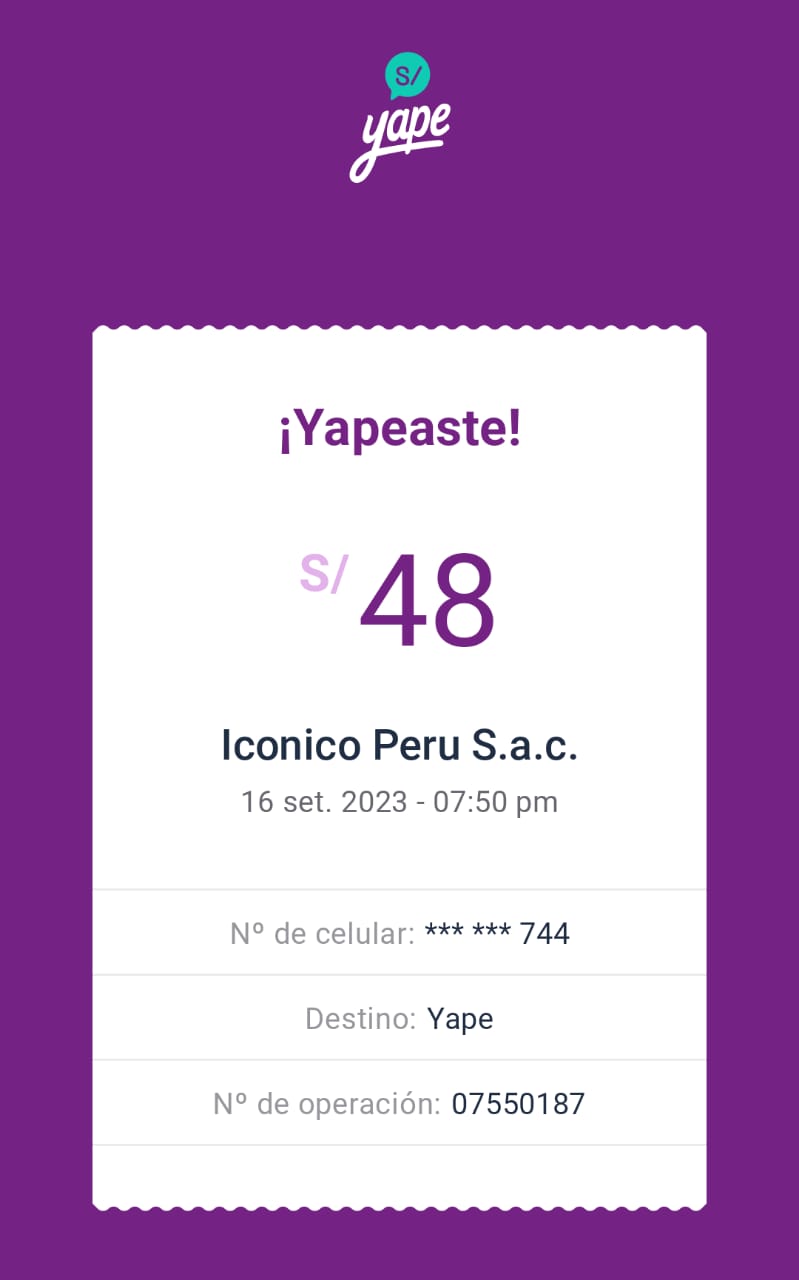 S/
yape
¡Yapeaste!
S/ 48
Iconico Peru S.a.c.
16 set. 2023 - 07:50 pm
Nº de celular: *** *** 744
Destino: Yape
Nº de operación: 07550187